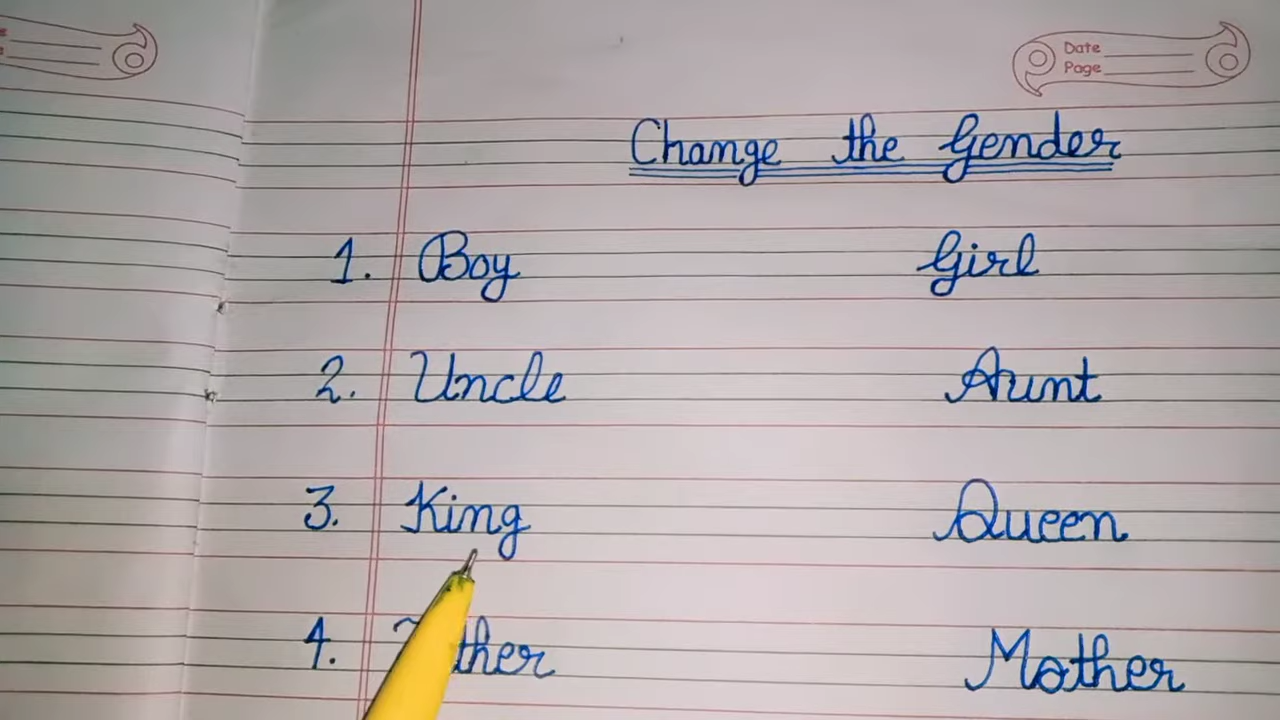 Date
Page
Change the Gender
1. Boy Girl
2. Uncle Aunt
3. King Queen
4. Mother